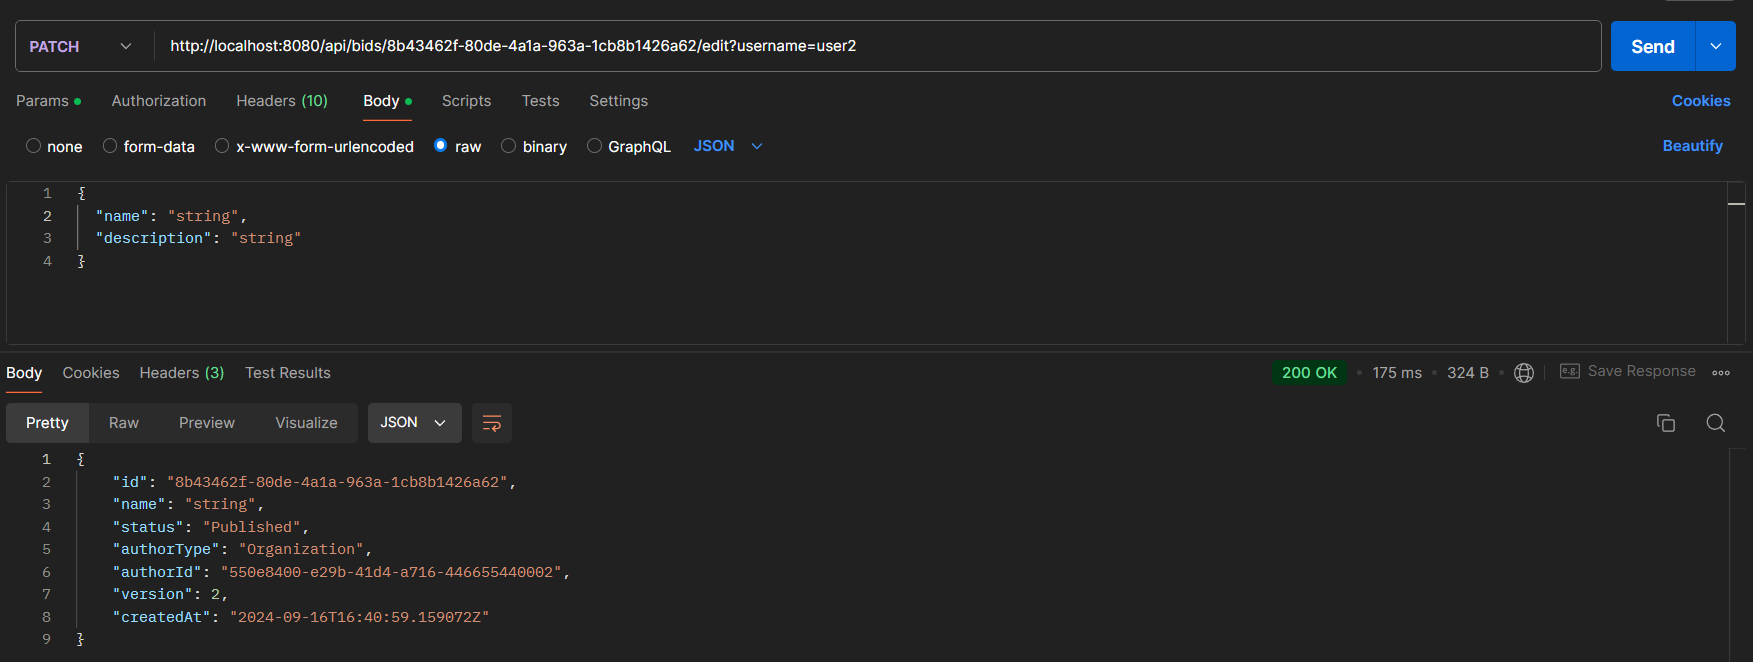 PATCH http://localhost:8080/api/bids/8b43462f-80de-4a1a-963a-1cb8b1426a62/edit?username=user2 Send
Params Authorization Headers (10) Body Scripts Tests Settings Cookies
none form-data x-www-form-urlencoded raw binary GraphQL JSON Beautify
1 {
2 "name": "string",
3 "description": "string"
4 }
Body Cookies Headers (3) Test Results 200 OK 175 ms 324 B e.g. Save Response
Pretty Raw Preview Visualize JSON
1 {
2 "id": "8b43462f-80de-4a1a-963a-1cb8b1426a62",
3 "name": "string",
4 "status": "Published",
5 "authorType": "Organization",
6 "authorId": "550e8400-e29b-41d4-a716-446655440002",
7 "version": 2,
8 "createdAt": "2024-09-16T16:40:59.159072Z"
9 }